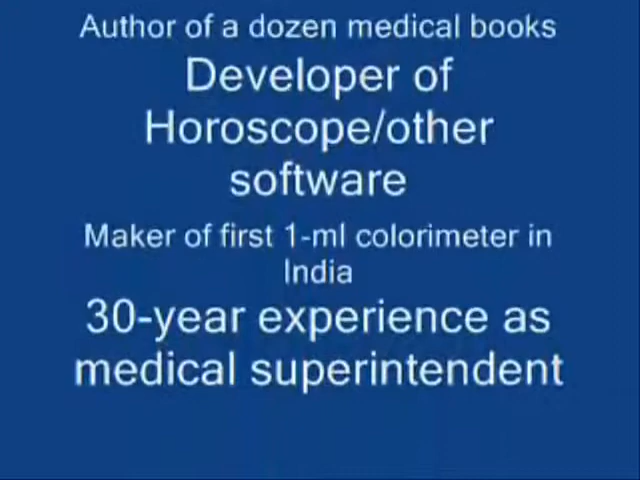 Author of a dozen medical books
Developer of
Horoscope/other
software
Maker of first 1-ml colorimeter in
India
30-year experience as
medical superintendent